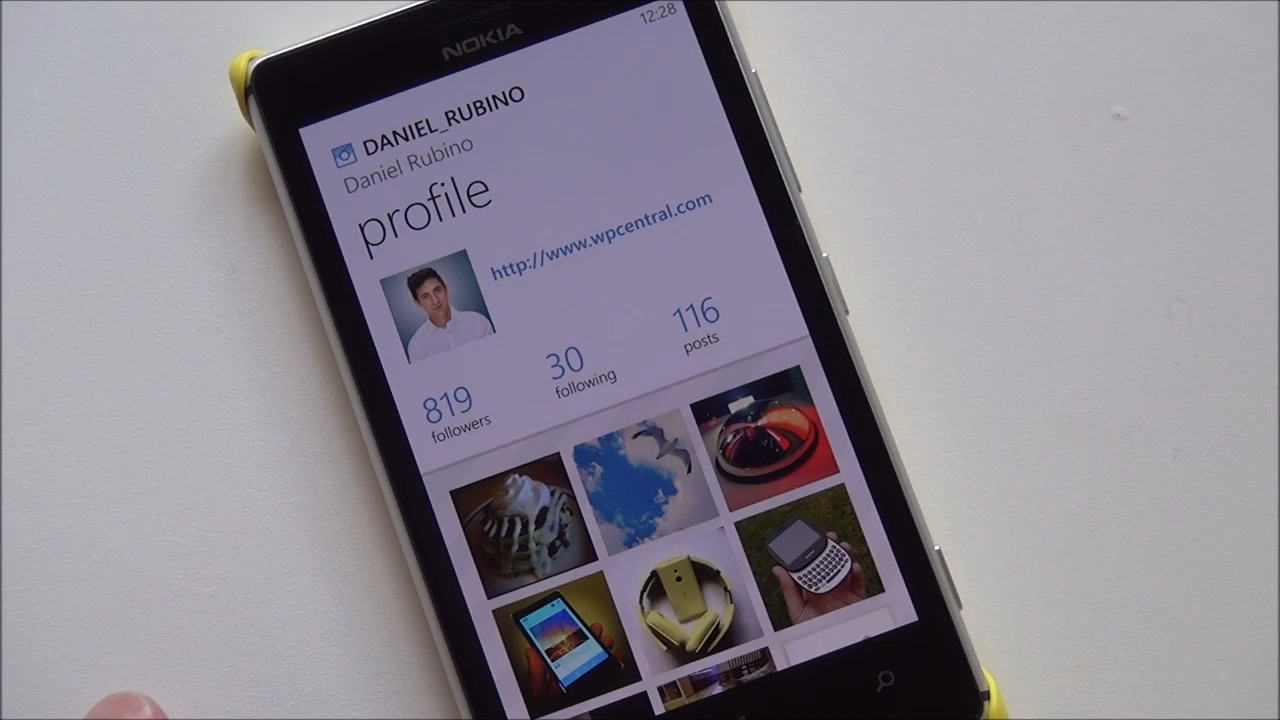 NOKIA
12:28
DANIEL_RUBINO
Daniel Rubino
profile
http://www.wpcentral.com
819
followers
30
following
116
posts